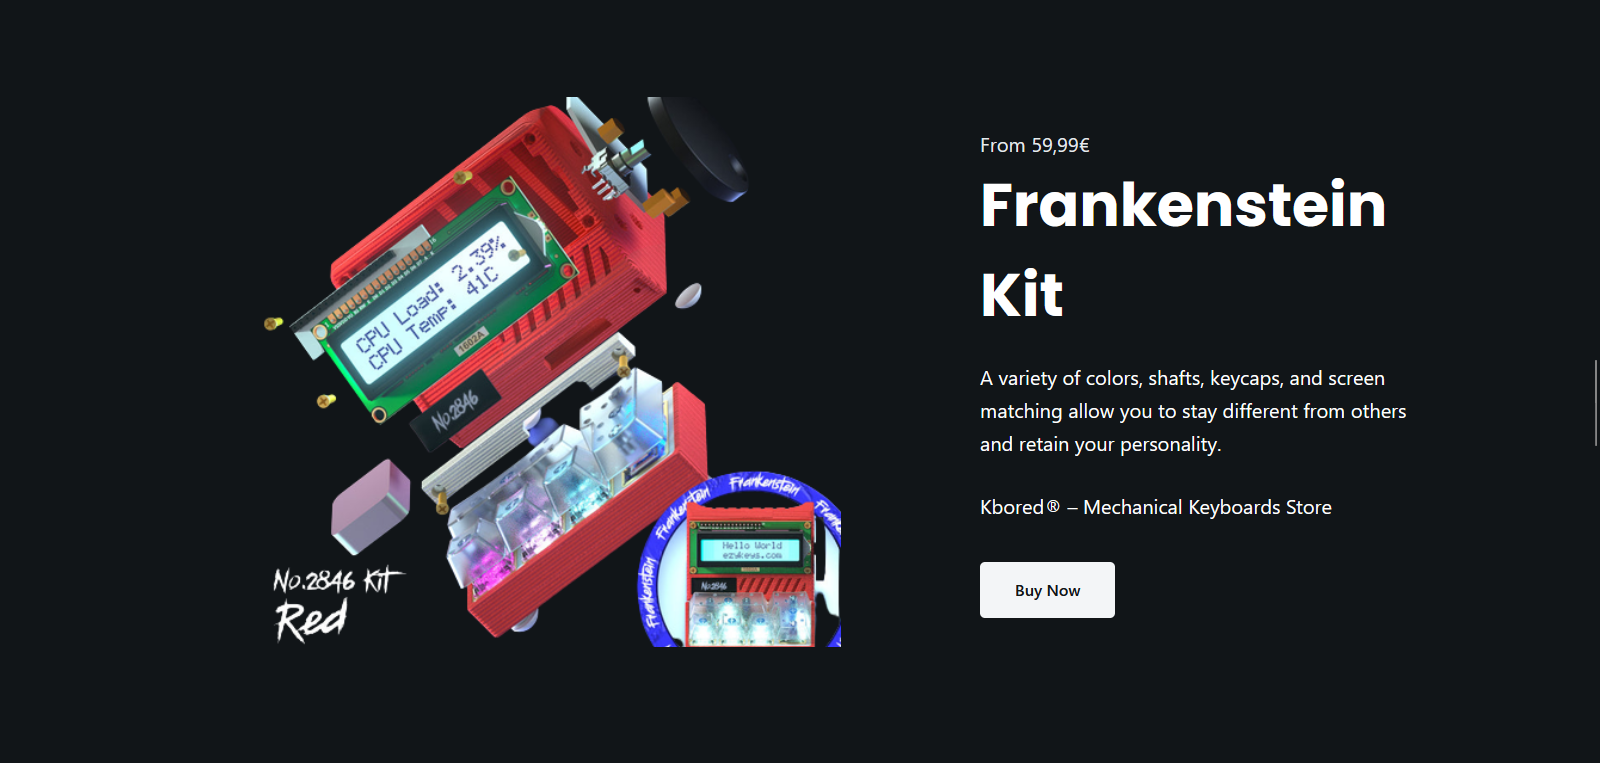 From 59,99€
Frankenstein
Kit
A variety of colors, shafts, keycaps, and screen
matching allow you to stay different from others
and retain your personality.
Kbored® – Mechanical Keyboards Store
Buy Now
CPU Load: 2.39%
CPU Temp: 41C
1602A
No.2846
No.2846 Kit
Red
Frankenstein
Frankenstein
Frankenstein
Hello World
ezykeys.com
No.2846